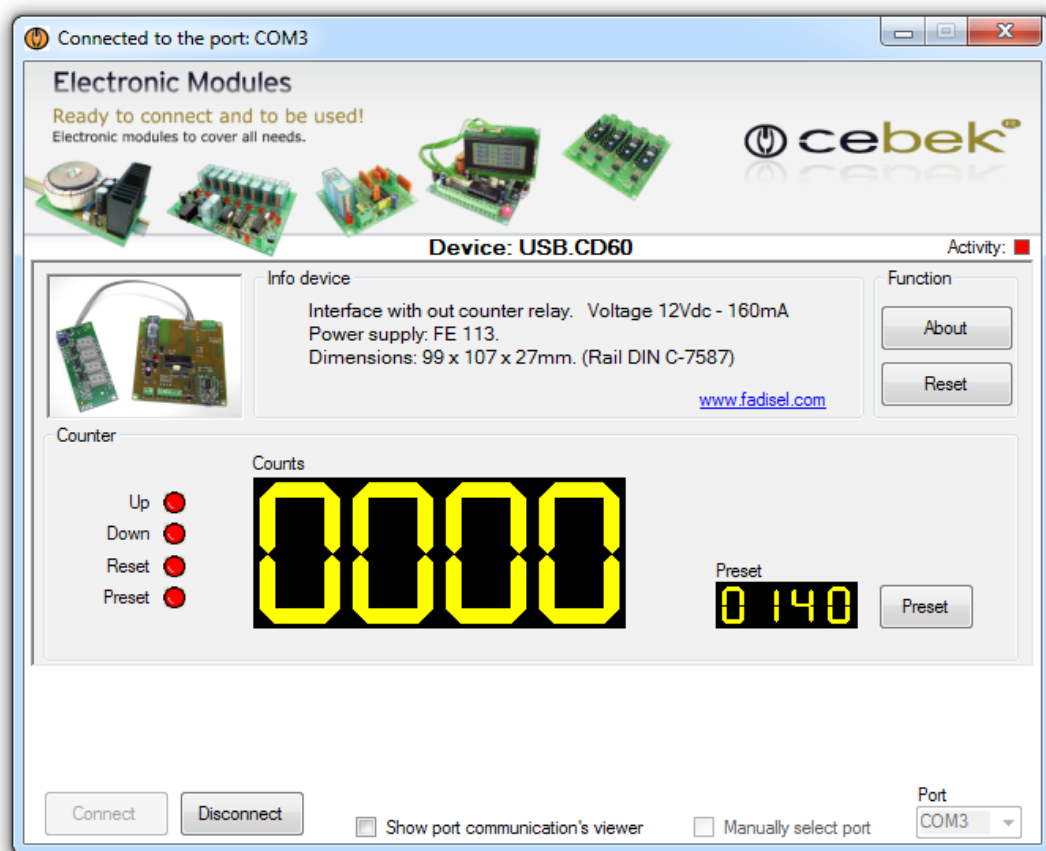 Connected to the port: COM3
Electronic Modules
Ready to connect and to be used!
Electronic modules to cover all needs.
cebek
Device: USB.CD60
Activity:
Info device
Interface with out counter relay. Voltage 12Vdc - 160mA
Power supply: FE 113.
Dimensions: 99 x 107 x 27mm. (Rail DIN C-7587)
www.fadisel.com
Function
About
Reset
Counter
Counts
Up
Down
Reset
Preset
0000
Preset
0140
Preset
Connect
Disconnect
Show port communication's viewer
Manually select port
Port
COM3